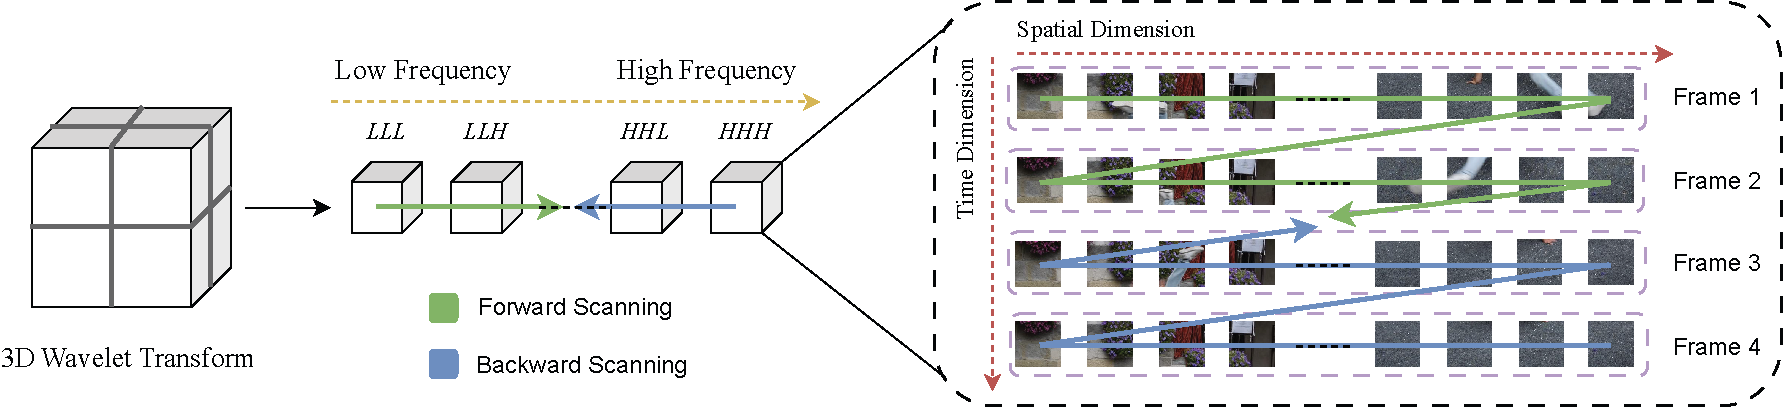 3D Wavelet Transform
Low Frequency
High Frequency
LLL
LLH
HHL
HHH
Forward Scanning
Backward Scanning
Spatial Dimension
Time Dimension
Frame 1
Frame 2
Frame 3
Frame 4